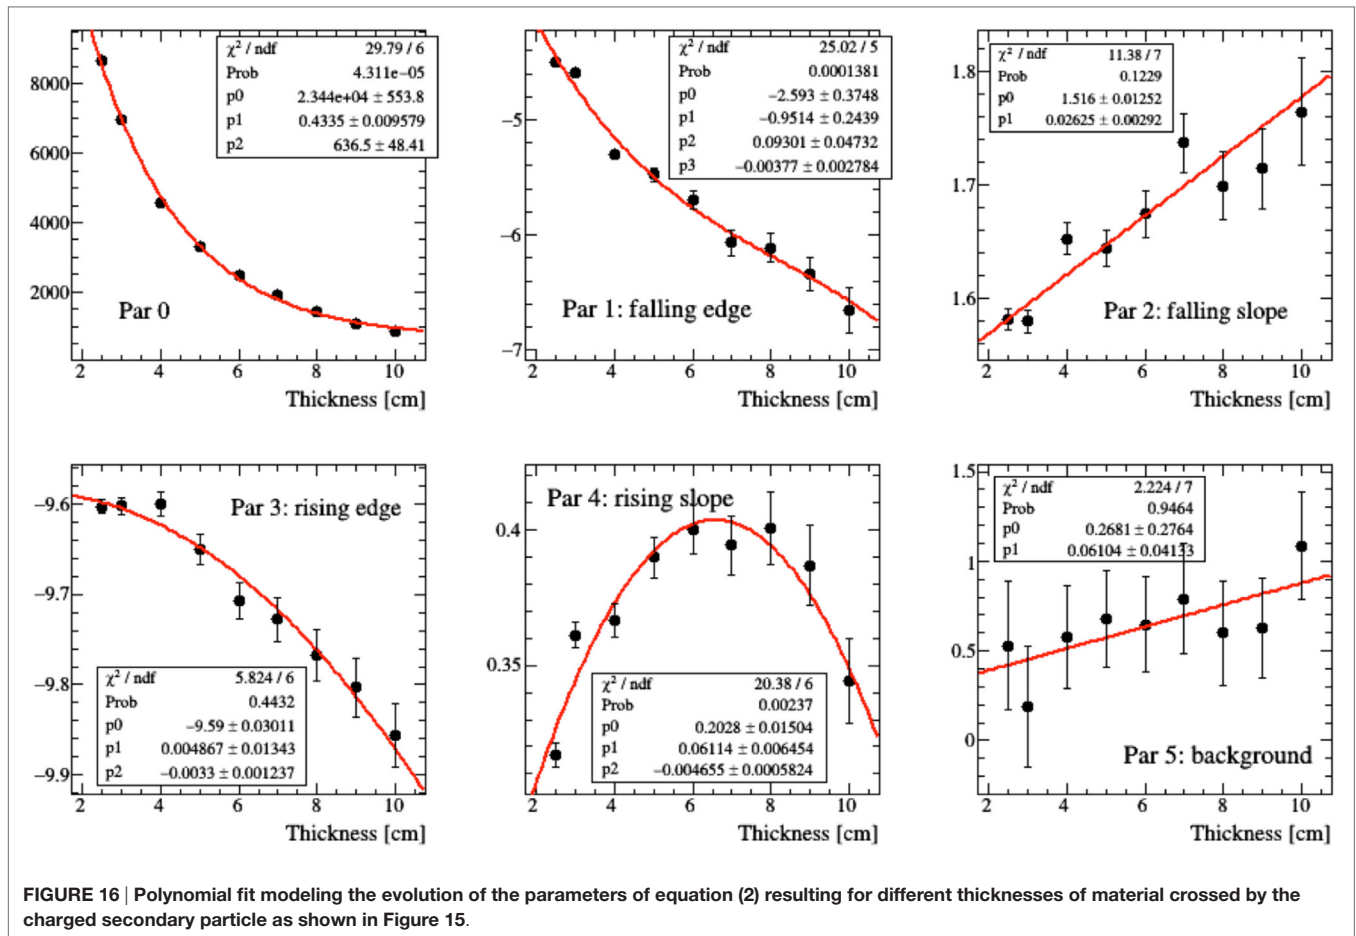 χ² / ndf 29.79 / 6
Prob 4.311e−05
p0 2.344e+04 ± 553.8
p1 0.4335 ± 0.009579
p2 636.5 ± 48.41
8000
6000
4000
2000
Par 0
2 4 6 8 10
Thickness [cm]
χ² / ndf 25.02 / 5
Prob 0.0001381
p0 −2.593 ± 0.3748
p1 −0.9514 ± 0.2439
p2 0.09301 ± 0.04732
p3 −0.00377 ± 0.002784
−5
−6
−7
Par 1: falling edge
2 4 6 8 10
Thickness [cm]
χ² / ndf 11.38 / 7
Prob 0.1229
p0 1.516 ± 0.01252
p1 0.02625 ± 0.00292
1.8
1.7
1.6
Par 2: falling slope
2 4 6 8 10
Thickness [cm]
−9.6
−9.7
−9.8
−9.9
Par 3: rising edge
χ² / ndf 5.824 / 6
Prob 0.4432
p0 −9.59 ± 0.03011
p1 0.004867 ± 0.01343
p2 −0.0033 ± 0.001237
2 4 6 8 10
Thickness [cm]
Par 4: rising slope
0.4
0.35
χ² / ndf 20.38 / 6
Prob 0.00237
p0 0.2028 ± 0.01504
p1 0.06114 ± 0.006454
p2 −0.004655 ± 0.0005824
2 4 6 8 10
Thickness [cm]
1.5
1
0.5
0
χ² / ndf 2.224 / 7
Prob 0.9464
p0 0.2681 ± 0.2764
p1 0.06104 ± 0.04133
Par 5: background
2 4 6 8 10
Thickness [cm]
FIGURE 16 | Polynomial fit modeling the evolution of the parameters of equation (2) resulting for different thicknesses of material crossed by the
charged secondary particle as shown in Figure 15.